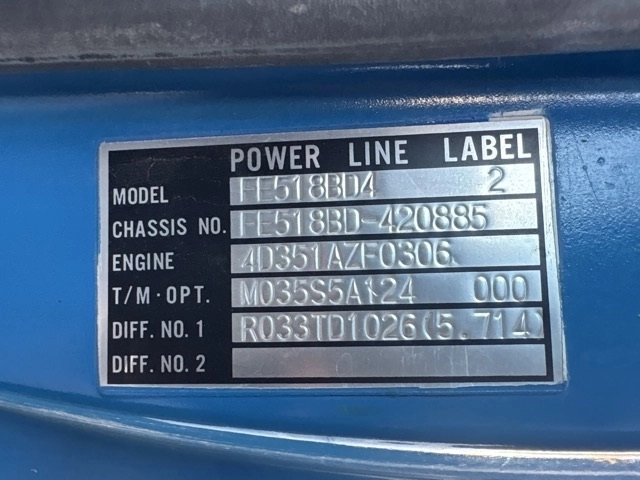 POWER LINE LABEL
MODEL FE518BD4 2
CHASSIS NO. FE518BD-420885
ENGINE 4D351AZF0306
T/M·OPT. M035S5A124 000
DIFF. NO. 1 R033TD1026(5.714)
DIFF. NO. 2